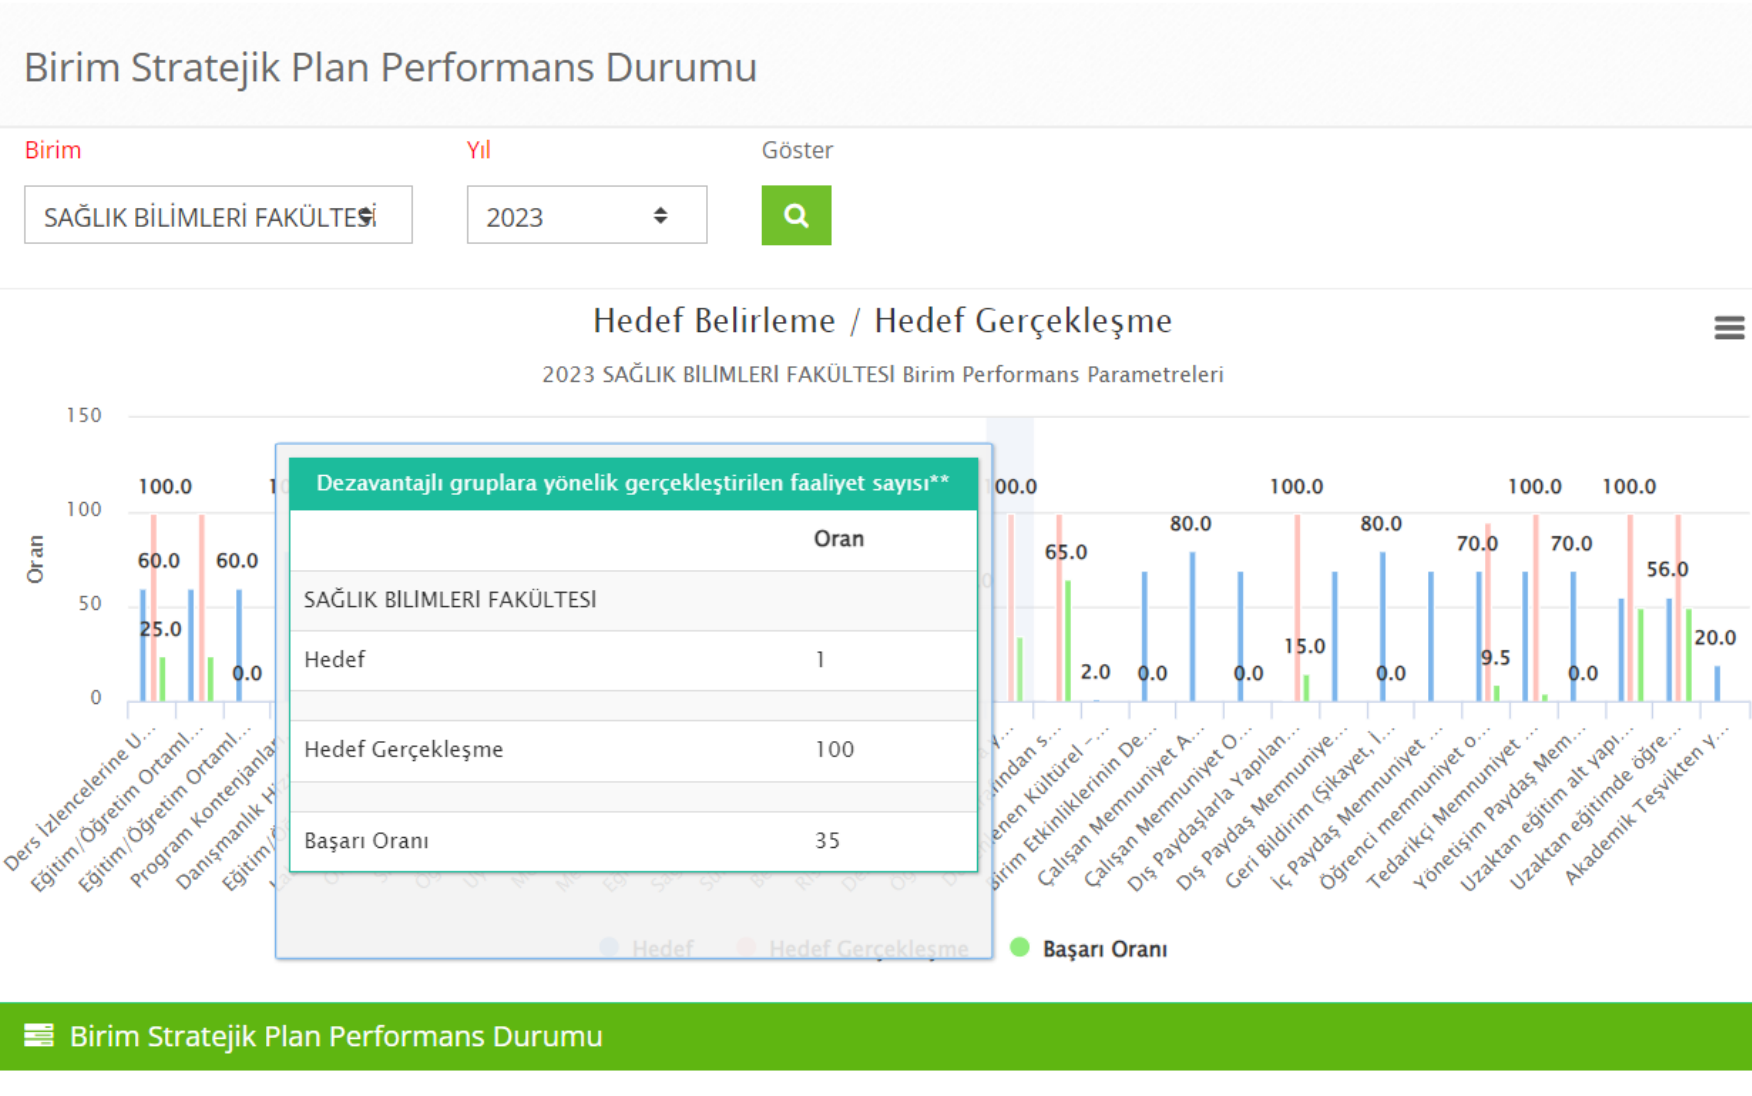 Birim Stratejik Plan Performans Durumu
Birim Yıl Göster
SAĞLIK BİLİMLERİ FAKÜLTESİ 2023
Hedef Belirleme / Hedef Gerçekleşme
2023 SAĞLIK BİLİMLERİ FAKÜLTESİ Birim Performans Parametreleri
Oran
150
100
50
0
100.0
60.0
60.0
25.0
0.0
Dezavantajlı gruplara yönelik gerçekleştirilen faaliyet sayısı**
Oran
SAĞLIK BİLİMLERİ FAKÜLTESİ
Hedef 1
Hedef Gerçekleşme 100
Başarı Oranı 35
65.0
2.0
0.0
80.0
0.0
100.0
15.0
80.0
0.0
70.0
9.5
100.0
70.0
0.0
100.0
56.0
20.0
Ders İzlencelerine U...
Eğitim/Öğretim Ortaml...
Eğitim/Öğretim Ortaml...
Program Kontenjanları
Danışmanlık
Birim Etkinliklerinin De...
Çalışan Memnuniyet A...
Çalışan Memnuniyet O...
Dış Paydaşlarla Yapılan...
Dış Paydaş Memnuniye...
Geri Bildirim (Şikayet, İ...
İç Paydaş Memnuniyet ...
Öğrenci memnuniyet o...
Tedarikçi Memnuniyet ...
Yönetişim Paydaş Mem...
Uzaktan eğitim alt yapı...
Uzaktan eğitimde öğre...
Akademik Teşvikten y...
Hedef Hedef Gerçekleşme Başarı Oranı
Birim Stratejik Plan Performans Durumu